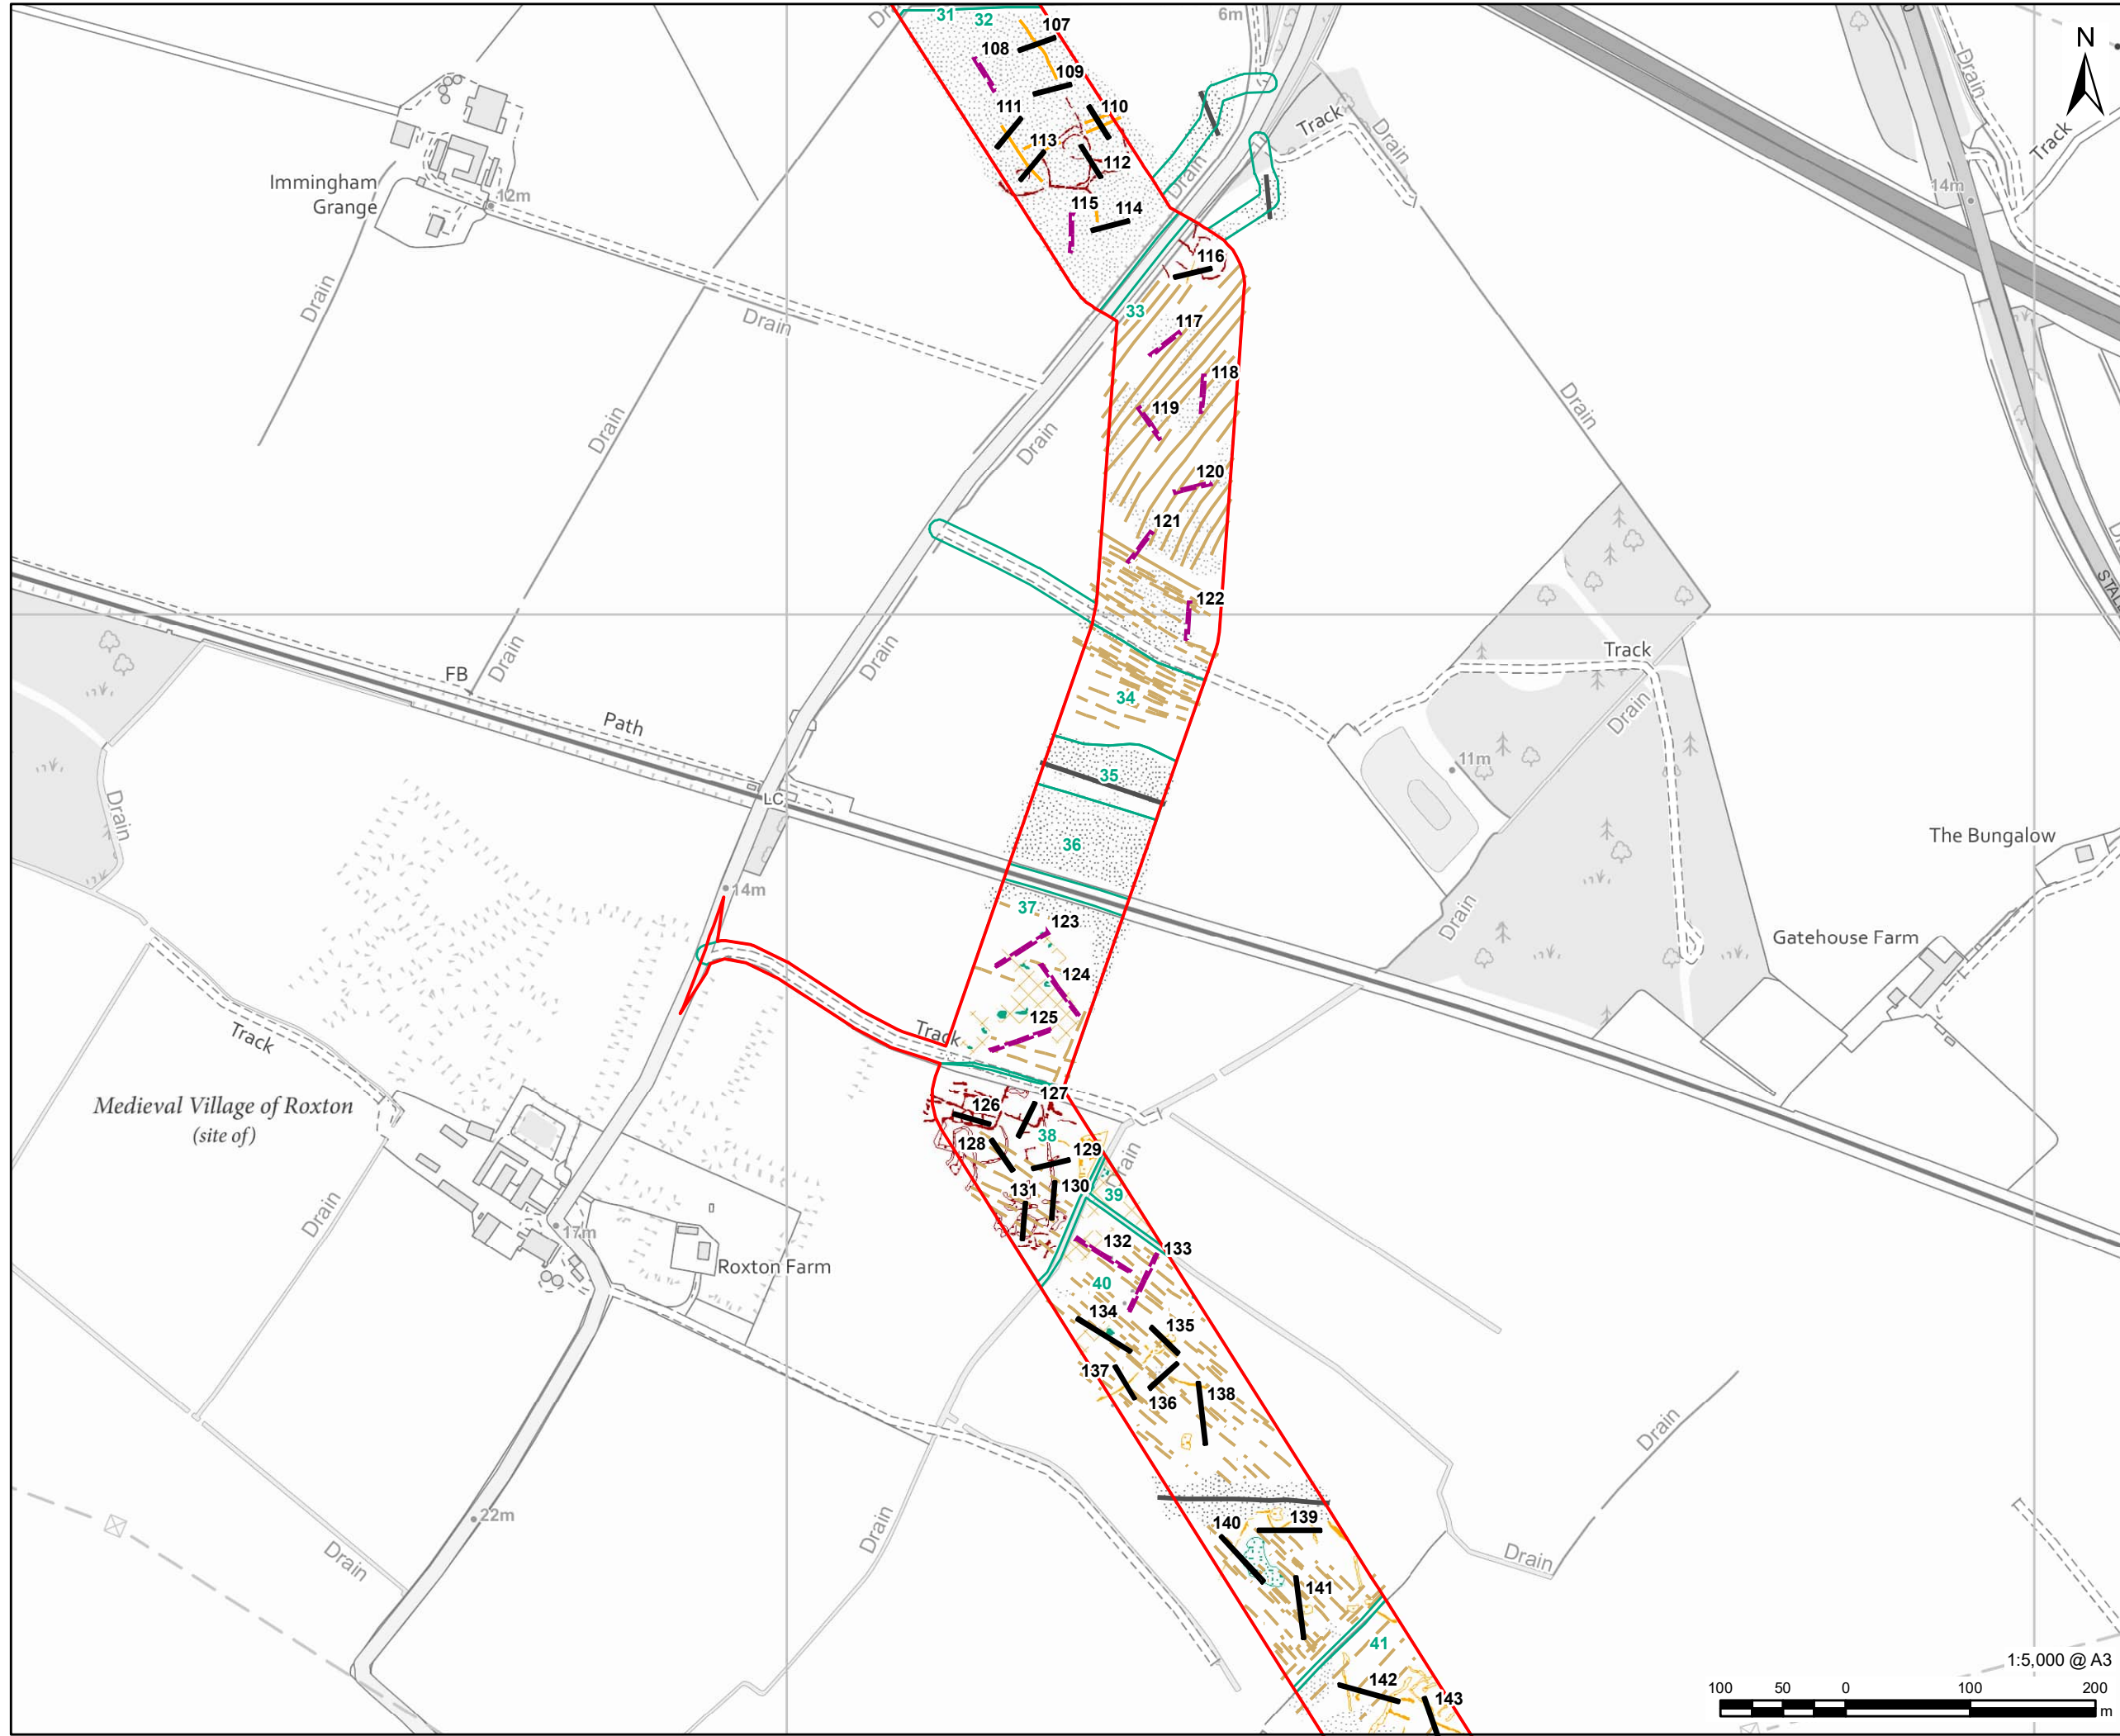 31
32
107
108
109
110
111
113
112
115
114
6m
Drain
Track
Drain
Drain
Track
14m
N
Immingham
Grange
12m
Drain
Drain
Drain
Drain
Drain
116
33
117
118
119
120
121
122
34
35
36
37
123
124
125
Drain
Drain
FB
Path
LC
14m
Drain
Track
Drain
11m
Drain
The Bungalow
Gatehouse Farm
Track
Track
Medieval Village of Roxton
(site of)
Drain
17m
Roxton Farm
126
127
38
128
129
130
131
39
132
133
40
134
135
137
136
138
22m
Drain
Drain
Drain
Drain
139
140
141
41
142
143
1:5,000 @ A3
100 50 0 100 200
m